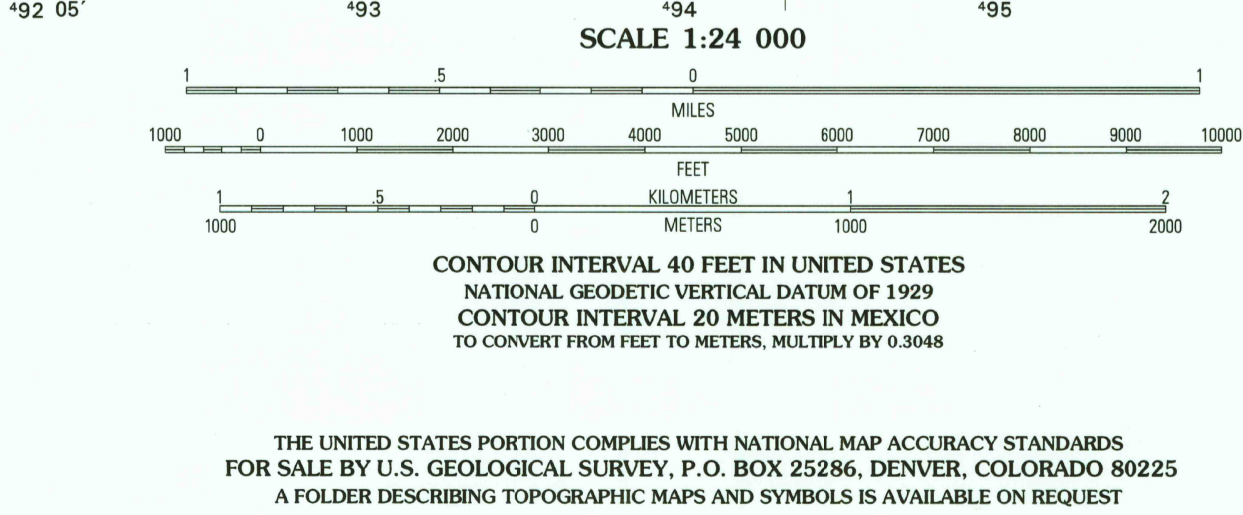 ⁴92 05′ ⁴93 ⁴94 ⁴95
SCALE 1:24 000
1 .5 0 1
MILES
1000 0 1000 2000 3000 4000 5000 6000 7000 8000 9000 10000
FEET
1 .5 0 KILOMETERS 1 2
1000 0 METERS 1000 2000
CONTOUR INTERVAL 40 FEET IN UNITED STATES
NATIONAL GEODETIC VERTICAL DATUM OF 1929
CONTOUR INTERVAL 20 METERS IN MEXICO
TO CONVERT FROM FEET TO METERS, MULTIPLY BY 0.3048
THE UNITED STATES PORTION COMPLIES WITH NATIONAL MAP ACCURACY STANDARDS
FOR SALE BY U.S. GEOLOGICAL SURVEY, P.O. BOX 25286, DENVER, COLORADO 80225
A FOLDER DESCRIBING TOPOGRAPHIC MAPS AND SYMBOLS IS AVAILABLE ON REQUEST